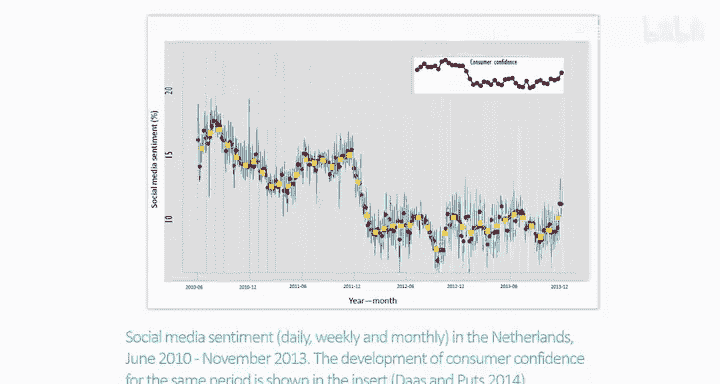 Consumer confidence
Social media sentiment (%)
20
15
10
2010-06
2010-12
2011-06
2011-12
2012-06
2012-12
2013-06
2013-12
Year—month
Social media sentiment (daily, weekly and monthly) in the Netherlands,
June 2010 - November 2013. The development of consumer confidence
for the same period is shown in the insert (Daas and Puts 2014)